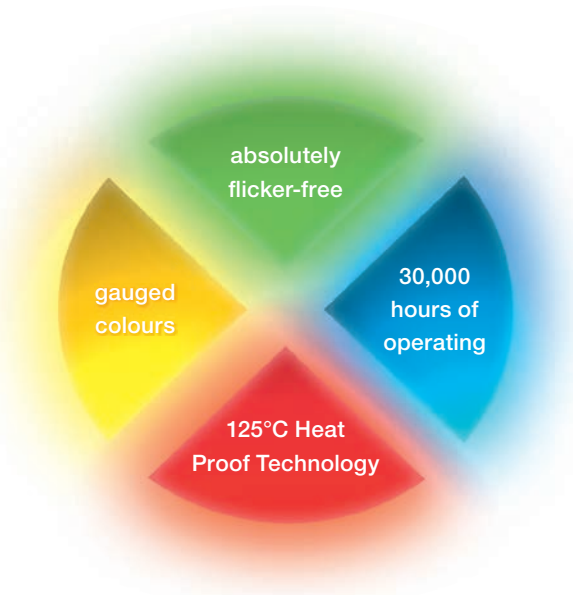 absolutely
flicker-free
gauged
colours
30,000
hours of
operating
125°C Heat
Proof Technology